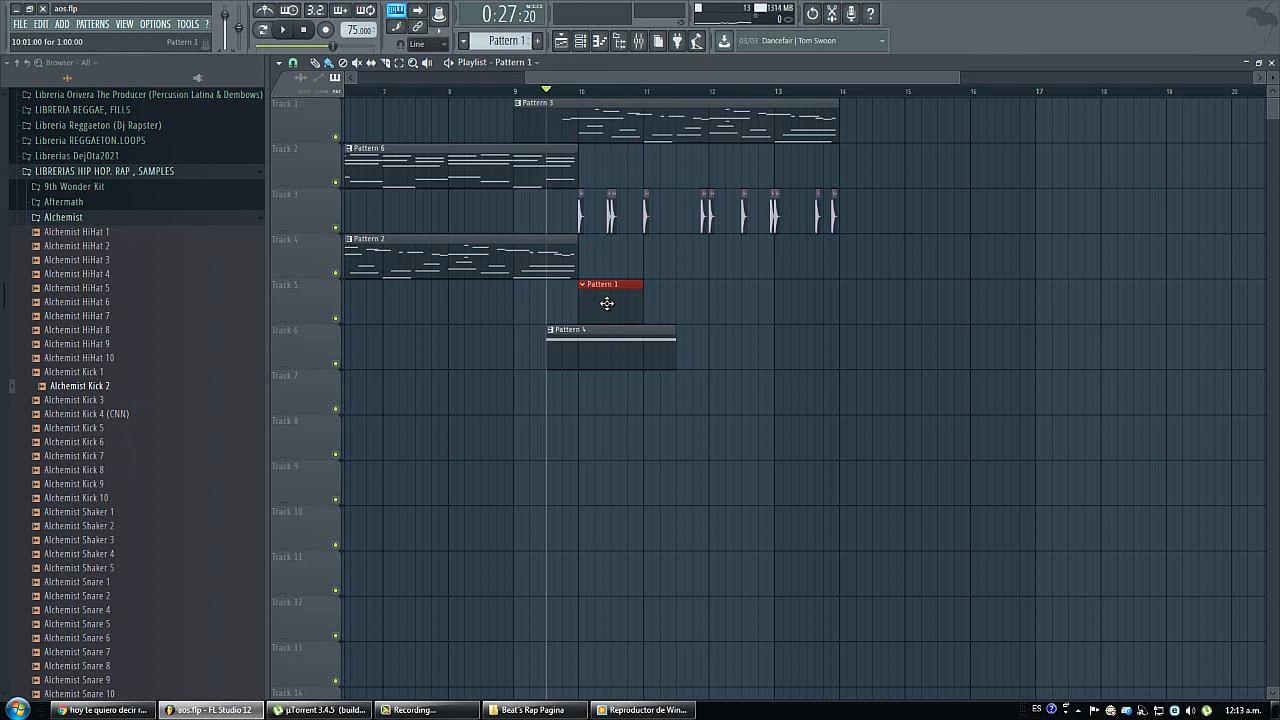 aos.flp
FILE EDIT ADD PATTERNS VIEW OPTIONS TOOLS ?
10:01:00 for 1:00:00 Pattern 1
3.2
75.000
Line
0:27:20
M:S:CS
Pattern 1
13 1314 MB
0
03/03 Dancefair | Tom Swoon
Browser - All
Playlist - Pattern 1
NOTE CHAN PAT
7 8 9 10 11 12 13 14 15 16 17 18 19 20
Libreria Orivera The Producer (Percusion Latina & Dembows)
LIBRERIA REGGAE, FILLS
Libreria Reggaeton (Dj Rapster)
Libreria REGGAETON.LOOPS
Librerias DejOta2021
LIBRERIAS HIP HOP. RAP , SAMPLES
9th Wonder Kit
Aftermath
Alchemist
Alchemist HiHat 1
Alchemist HiHat 2
Alchemist HiHat 3
Alchemist HiHat 4
Alchemist HiHat 5
Alchemist HiHat 6
Alchemist HiHat 7
Alchemist HiHat 8
Alchemist HiHat 9
Alchemist HiHat 10
Alchemist Kick 1
Alchemist Kick 2
Alchemist Kick 3
Alchemist Kick 4 (CNN)
Alchemist Kick 5
Alchemist Kick 6
Alchemist Kick 7
Alchemist Kick 8
Alchemist Kick 9
Alchemist Kick 10
Alchemist Shaker 1
Alchemist Shaker 2
Alchemist Shaker 3
Alchemist Shaker 4
Alchemist Shaker 5
Alchemist Snare 1
Alchemist Snare 2
Alchemist Snare 4
Alchemist Snare 5
Alchemist Snare 6
Alchemist Snare 7
Alchemist Snare 8
Alchemist Snare 9
Alchemist Snare 10
Track 1
Pattern 3
Track 2
Pattern 6
Track 3
Track 4
Pattern 2
Track 5
Pattern 1
Track 6
Pattern 4
Track 7
Track 8
Track 9
Track 10
Track 11
Track 12
Track 13
Track 14
hoy te quiero decir r...
aos.flp - FL Studio 12
µTorrent 3.4.5 (build...
Recording...
Beat's Rap Pagina
Reproductor de Win...
ES
12:13 a.m.